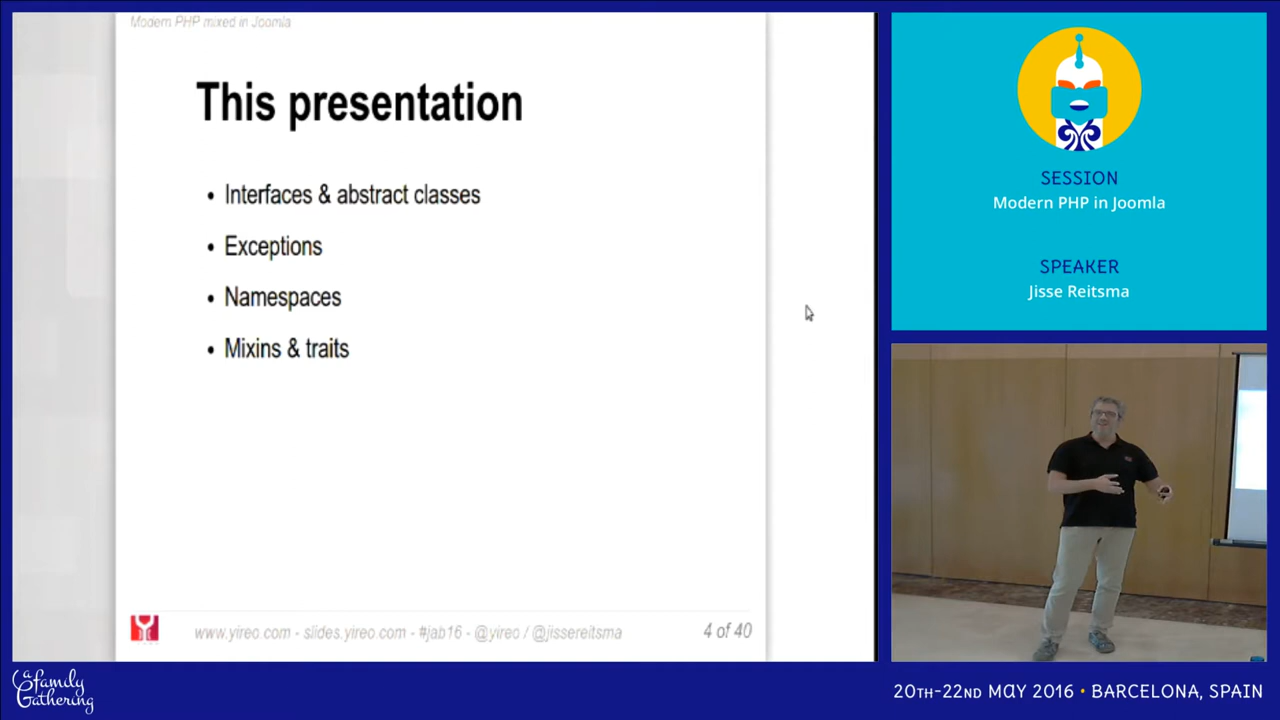 Modern PHP mixed in Joomla
This presentation
• Interfaces & abstract classes
• Exceptions
• Namespaces
• Mixins & traits
www.yireo.com - slides.yireo.com - #jab16 - @yireo / @jissereitsma
4 of 40
SESSION
Modern PHP in Joomla
SPEAKER
Jisse Reitsma
a family Gathering
20TH-22ND MAY 2016 • BARCELONA, SPAIN